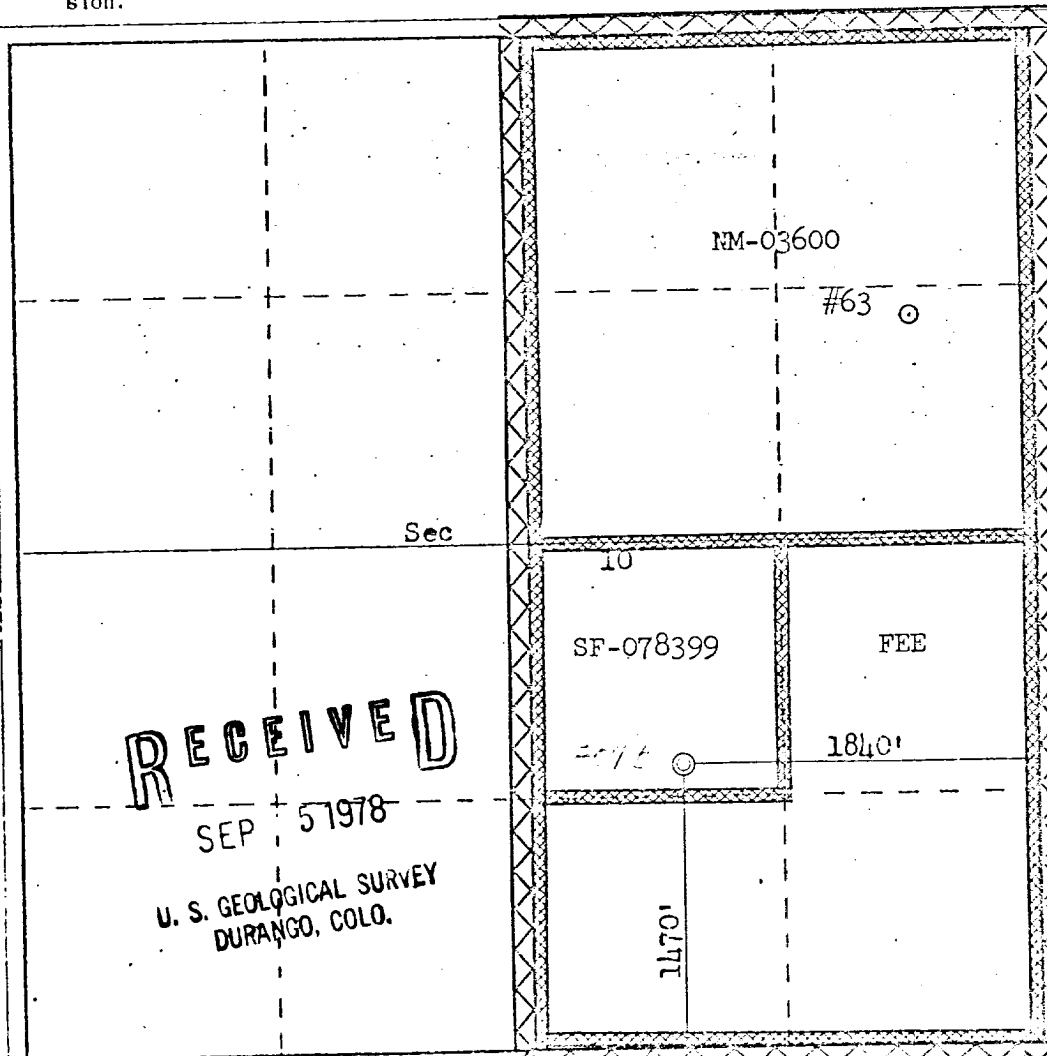 sion.
NM-03600
#63
Sec
10
SF-078399
FEE
1840'
RECEIVED
SEP 5 1978
U. S. GEOLOGICAL SURVEY
DURANGO, COLO.
1470'